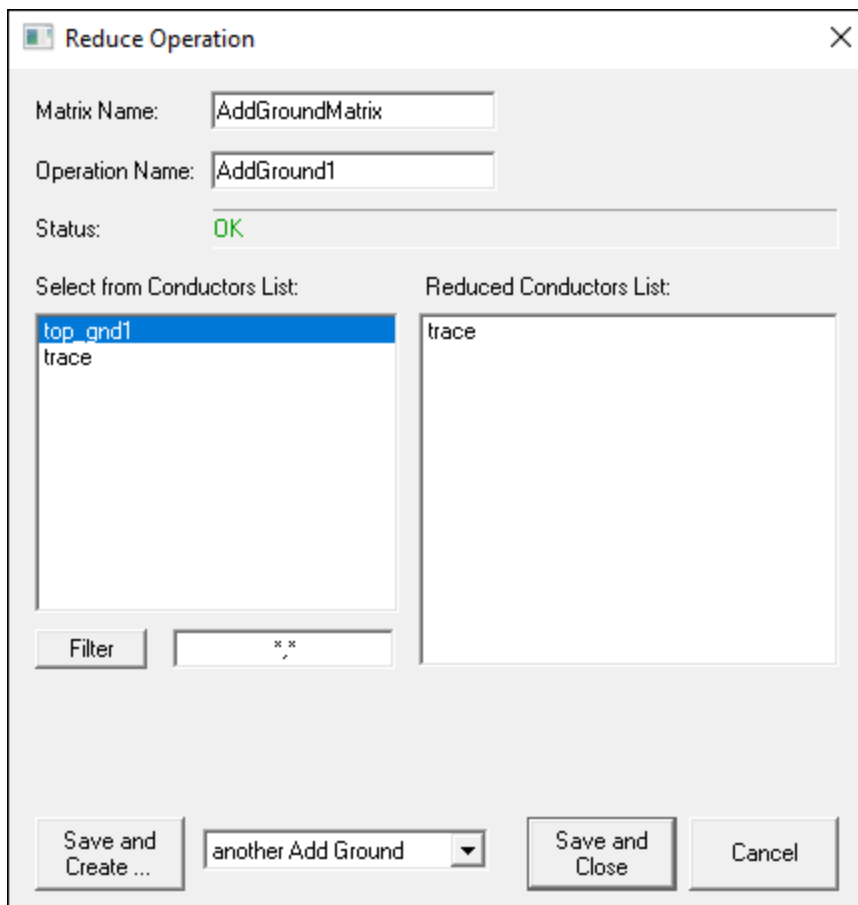 Reduce Operation
Matrix Name: AddGroundMatrix
Operation Name: AddGround1
Status: OK
Select from Conductors List: Reduced Conductors List:
top_gnd1 trace
trace
Filter *,*
Save and Create ... another Add Ground Save and Close Cancel